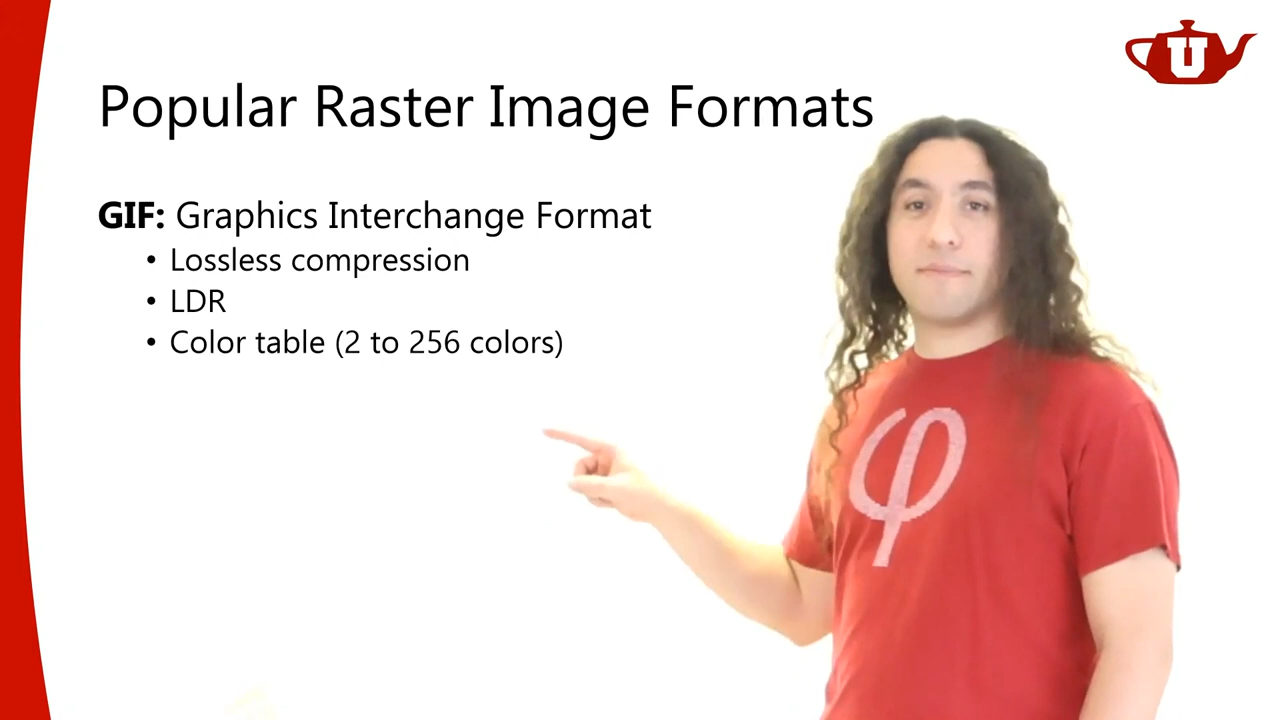 U
Popular Raster Image Formats
GIF: Graphics Interchange Format
• Lossless compression
• LDR
• Color table (2 to 256 colors)
φ